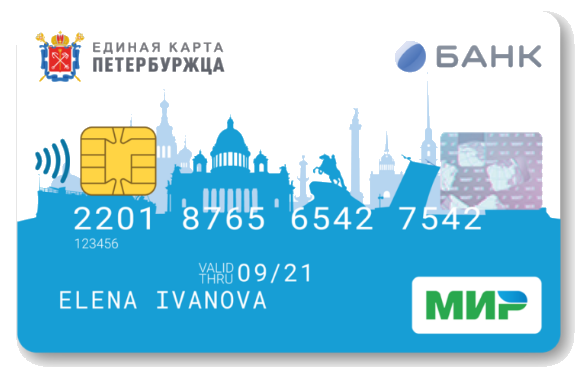 ЕДИНАЯ КАРТА
ПЕТЕРБУРЖЦА
БАНК
2201 8765 6542 7542
123456
VALID
THRU 09/21
ELENA IVANOVA
МИР